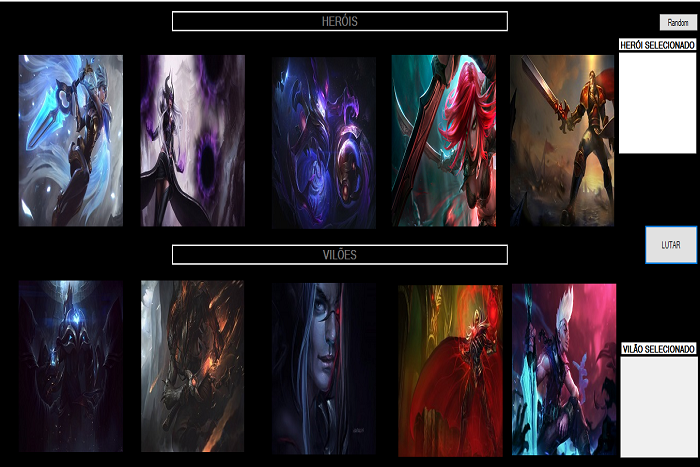 HERÓIS
Random
HERÓI SELECIONADO
LUTAR
VILÕES
VILÃO SELECIONADO